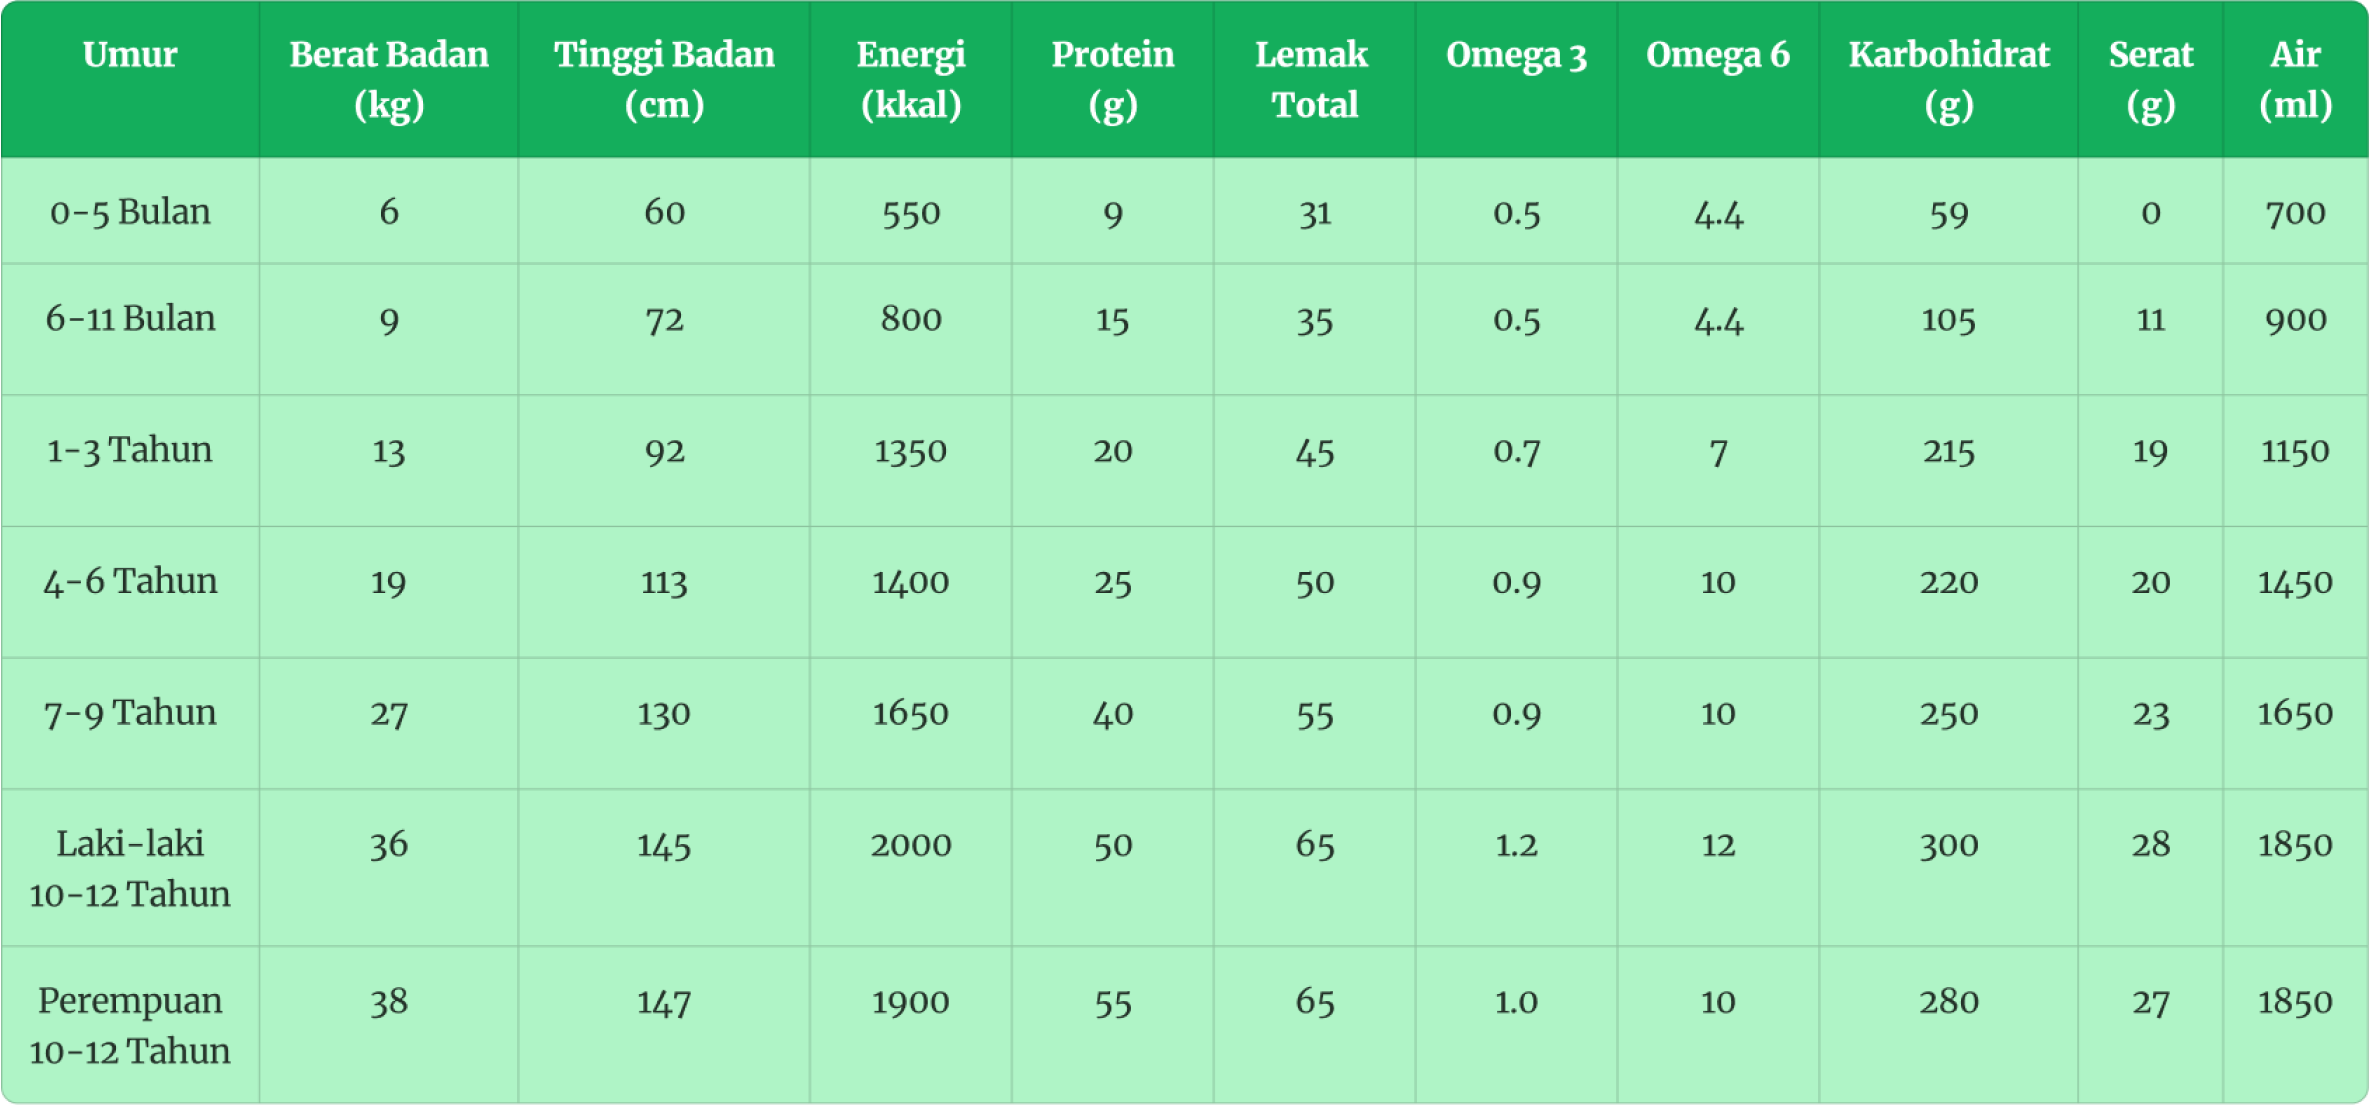 Umur Berat Badan Tinggi Badan Energi Protein Lemak Omega 3 Omega 6 Karbohidrat Serat Air
(kg) (cm) (kkal) (g) Total (g) (g) (ml)
0-5 Bulan 6 60 550 9 31 0.5 4.4 59 0 700
6-11 Bulan 9 72 800 15 35 0.5 4.4 105 11 900
1-3 Tahun 13 92 1350 20 45 0.7 7 215 19 1150
4-6 Tahun 19 113 1400 25 50 0.9 10 220 20 1450
7-9 Tahun 27 130 1650 40 55 0.9 10 250 23 1650
Laki-laki 36 145 2000 50 65 1.2 12 300 28 1850
10-12 Tahun
Perempuan 38 147 1900 55 65 1.0 10 280 27 1850
10-12 Tahun